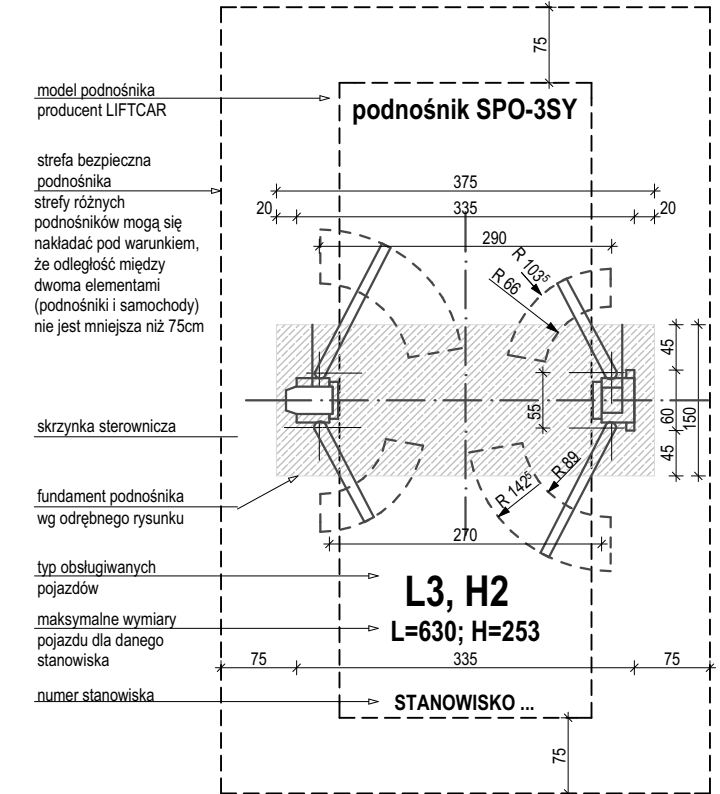 75
model podnośnika
producent LIFTCAR
podnośnik SPO-3SY
strefa bezpieczna
podnośnika
strefy różnych
podnośników mogą się
nakładać pod warunkiem,
że odległość między
dwoma elementami
(podnośniki i samochody)
nie jest mniejsza niż 75cm
375
20
335
20
290
R 103⁵
R 66
45
55
60
150
45
skrzynka sterownicza
R 89
R 142⁵
fundament podnośnika
wg odrębnego rysunku
270
typ obsługiwanych
pojazdów
L3, H2
maksymalne wymiary
pojazdu dla danego
stanowiska
L=630; H=253
75
335
75
numer stanowiska
STANOWISKO ...
75